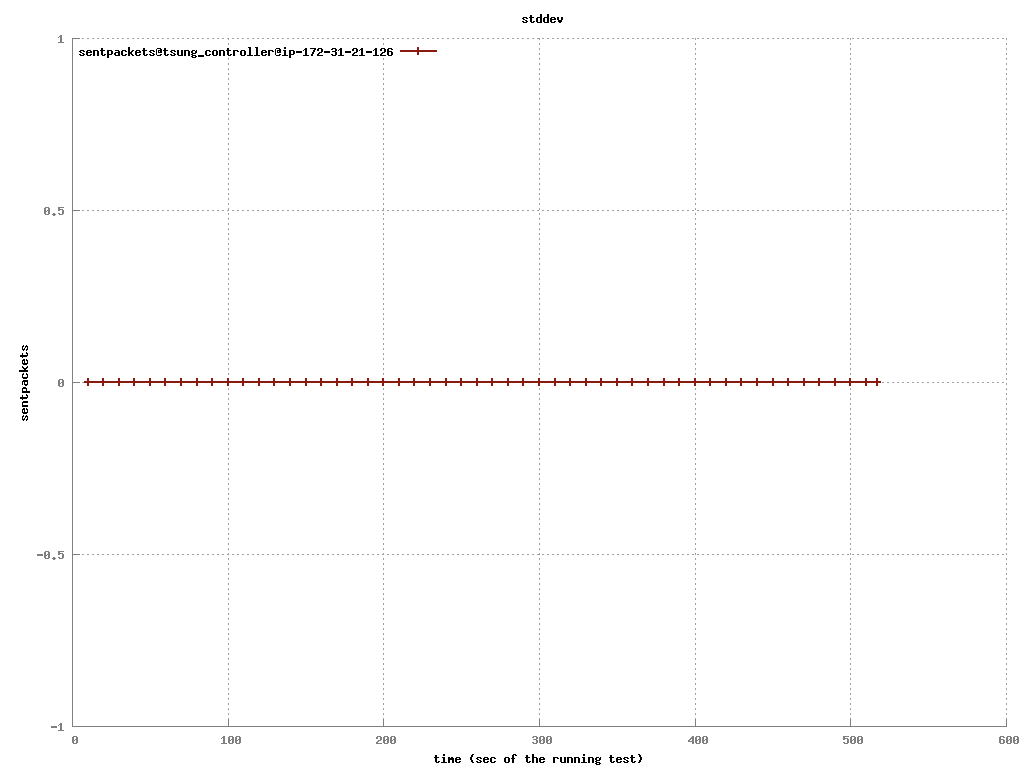 stddev
sentpackets@tsung_controller@ip-172-31-21-126
1
0.5
0
-0.5
-1
sentpackets
0 100 200 300 400 500 600
time (sec of the running test)